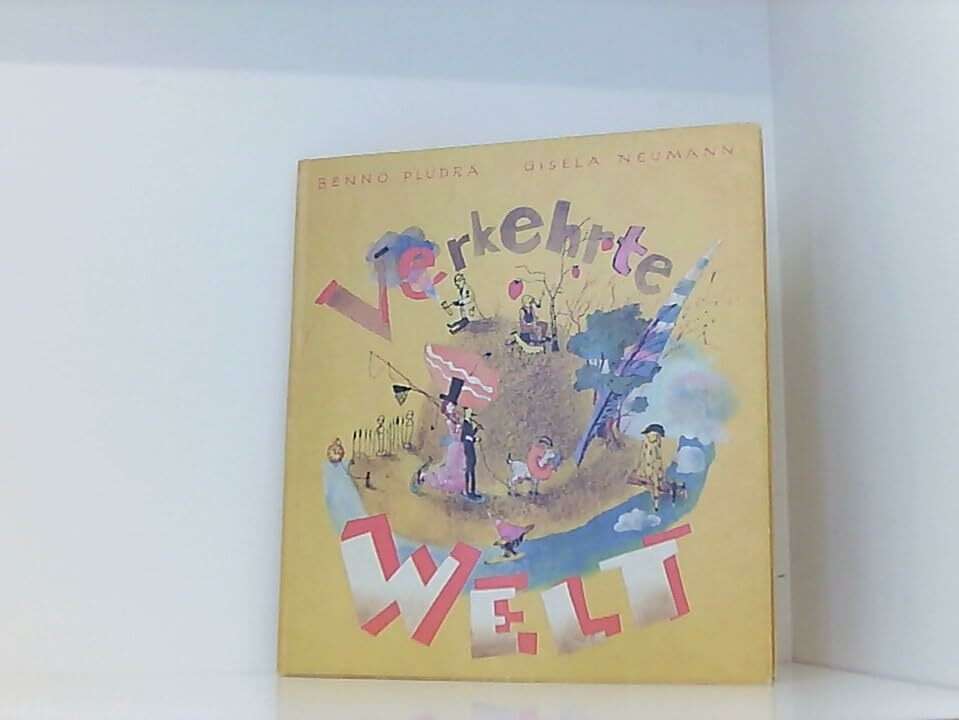 BENNO PLUDRA GISELA NEUMANN
Verkehrte
WELT